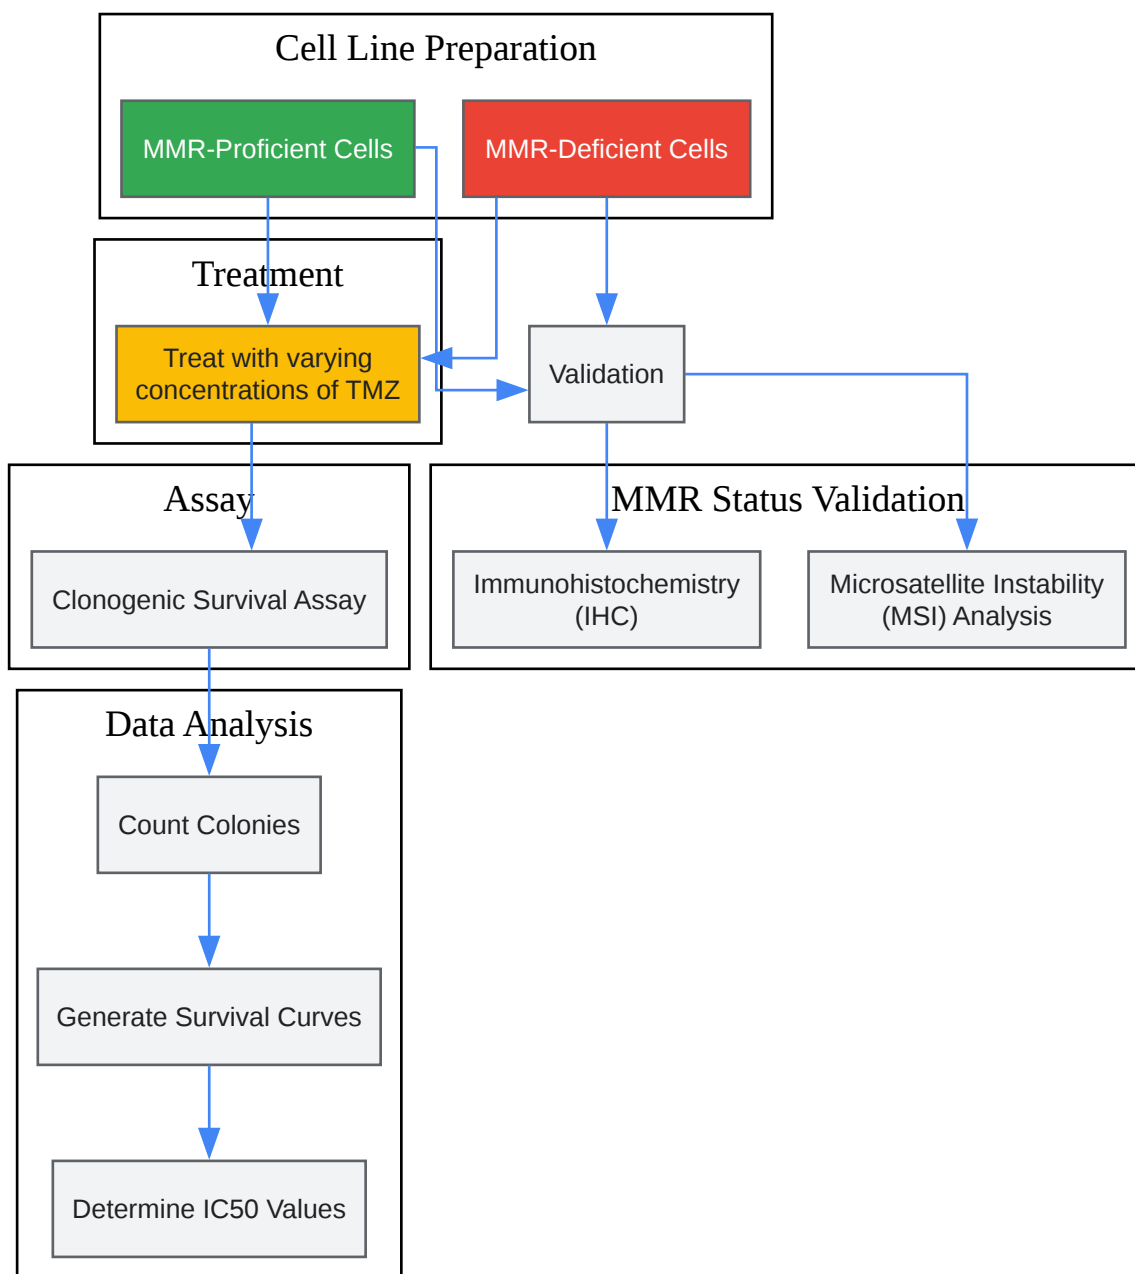 Cell Line Preparation
MMR-Proficient Cells
MMR-Deficient Cells
Treatment
Treat with varying
concentrations of TMZ
Validation
Assay
Clonogenic Survival Assay
MMR Status Validation
Immunohistochemistry
(IHC)
Microsatellite Instability
(MSI) Analysis
Data Analysis
Count Colonies
Generate Survival Curves
Determine IC50 Values